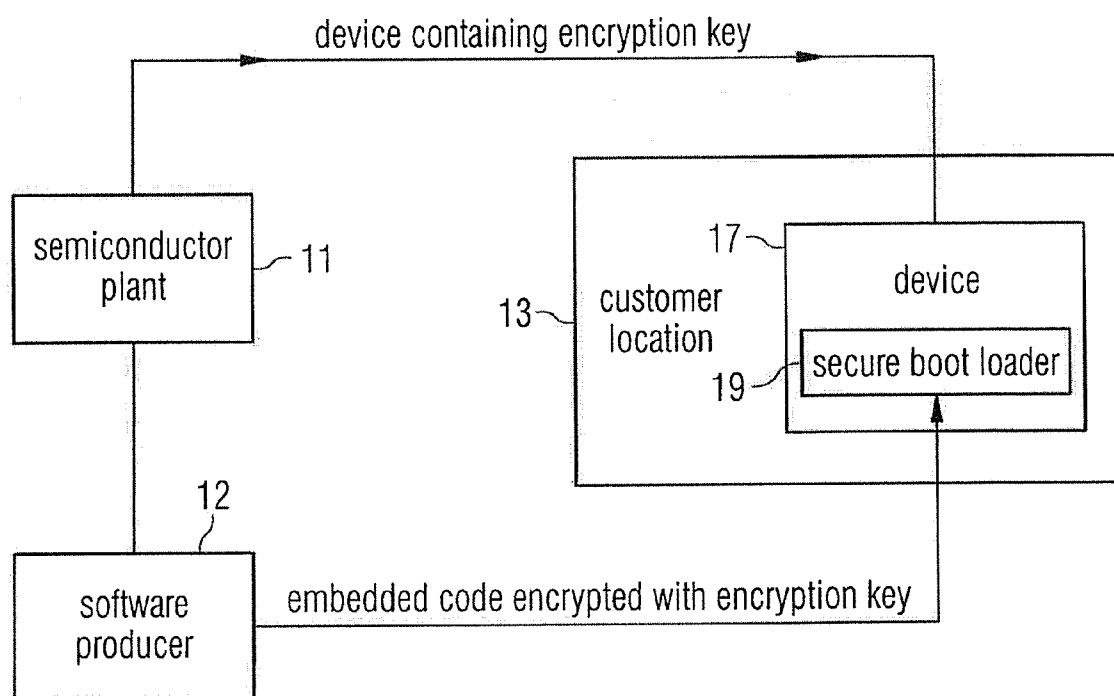 device containing encryption key
semiconductor
plant
11
17
device
13
customer
location
19
secure boot loader
12
software
producer
embedded code encrypted with encryption key